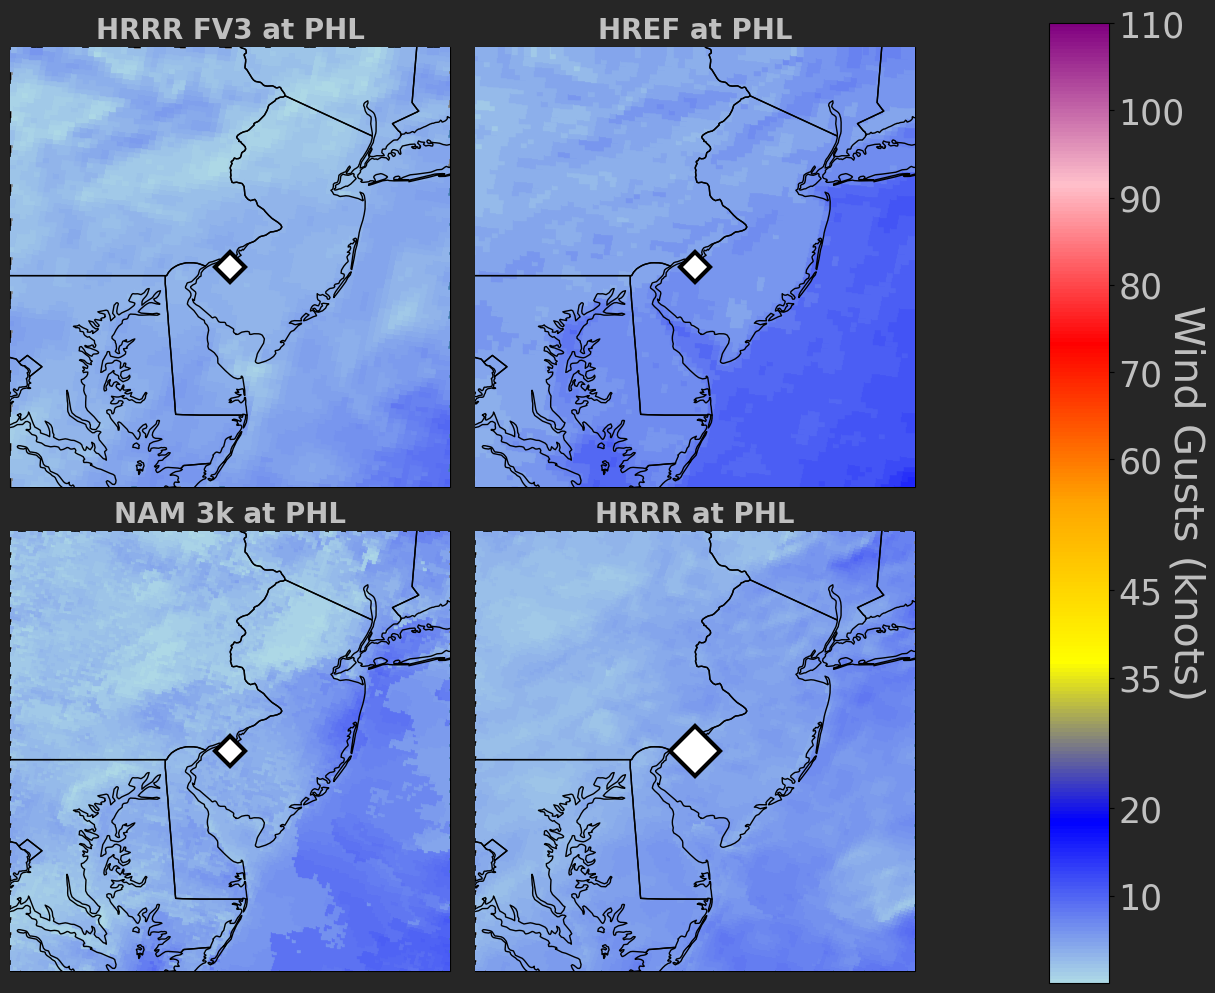 HRRR FV3 at PHL
HREF at PHL
NAM 3k at PHL
HRRR at PHL
110
100
90
80
70
60
45
35
20
10
Wind Gusts (knots)